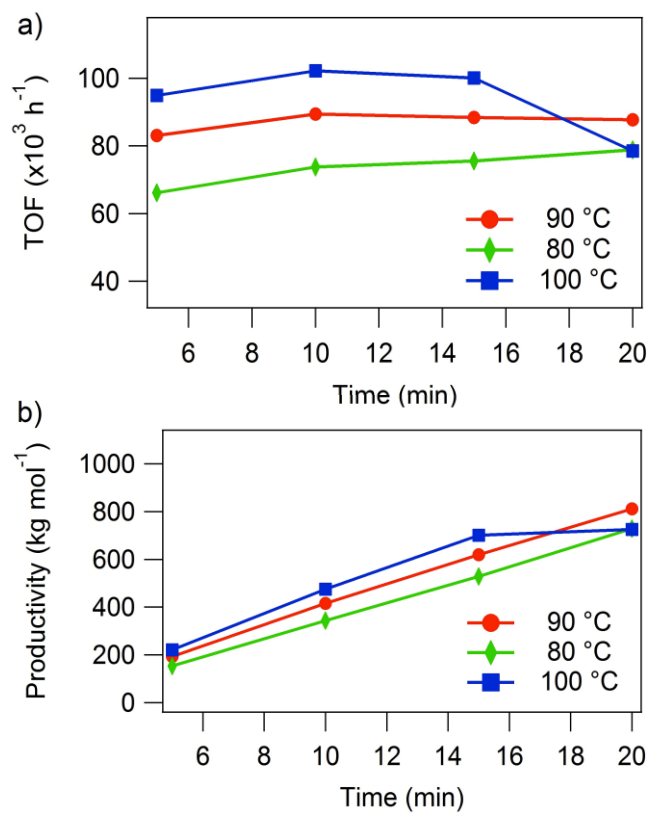 a)
TOF (x10³ h⁻¹)
100
80
60
40
90 °C
80 °C
100 °C
6 8 10 12 14 16 18 20
Time (min)
b)
Productivity (kg mol⁻¹)
1000
800
600
400
200
0
90 °C
80 °C
100 °C
6 8 10 12 14 16 18 20
Time (min)